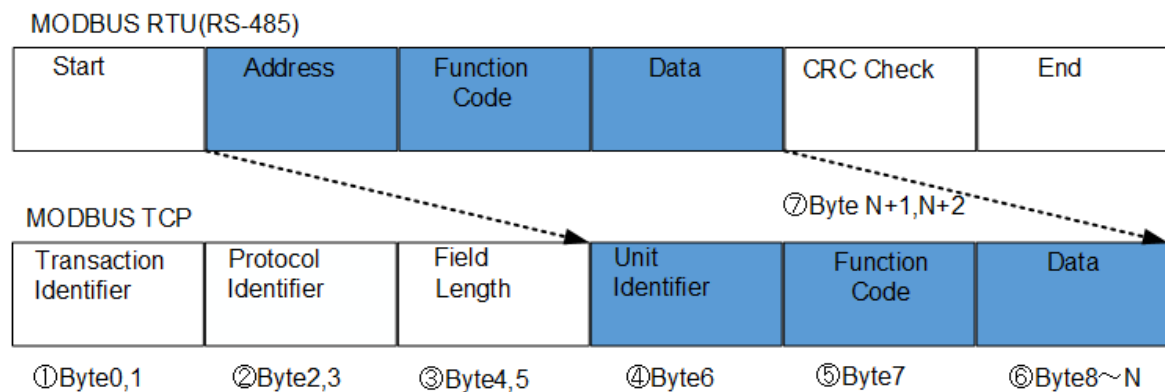 MODBUS RTU(RS-485)
Start
Address
Function
Code
Data
CRC Check
End
⑦Byte N+1,N+2
MODBUS TCP
Transaction
Identifier
Protocol
Identifier
Field
Length
Unit
Identifier
Function
Code
Data
①Byte0,1
②Byte2,3
③Byte4,5
④Byte6
⑤Byte7
⑥Byte8～N